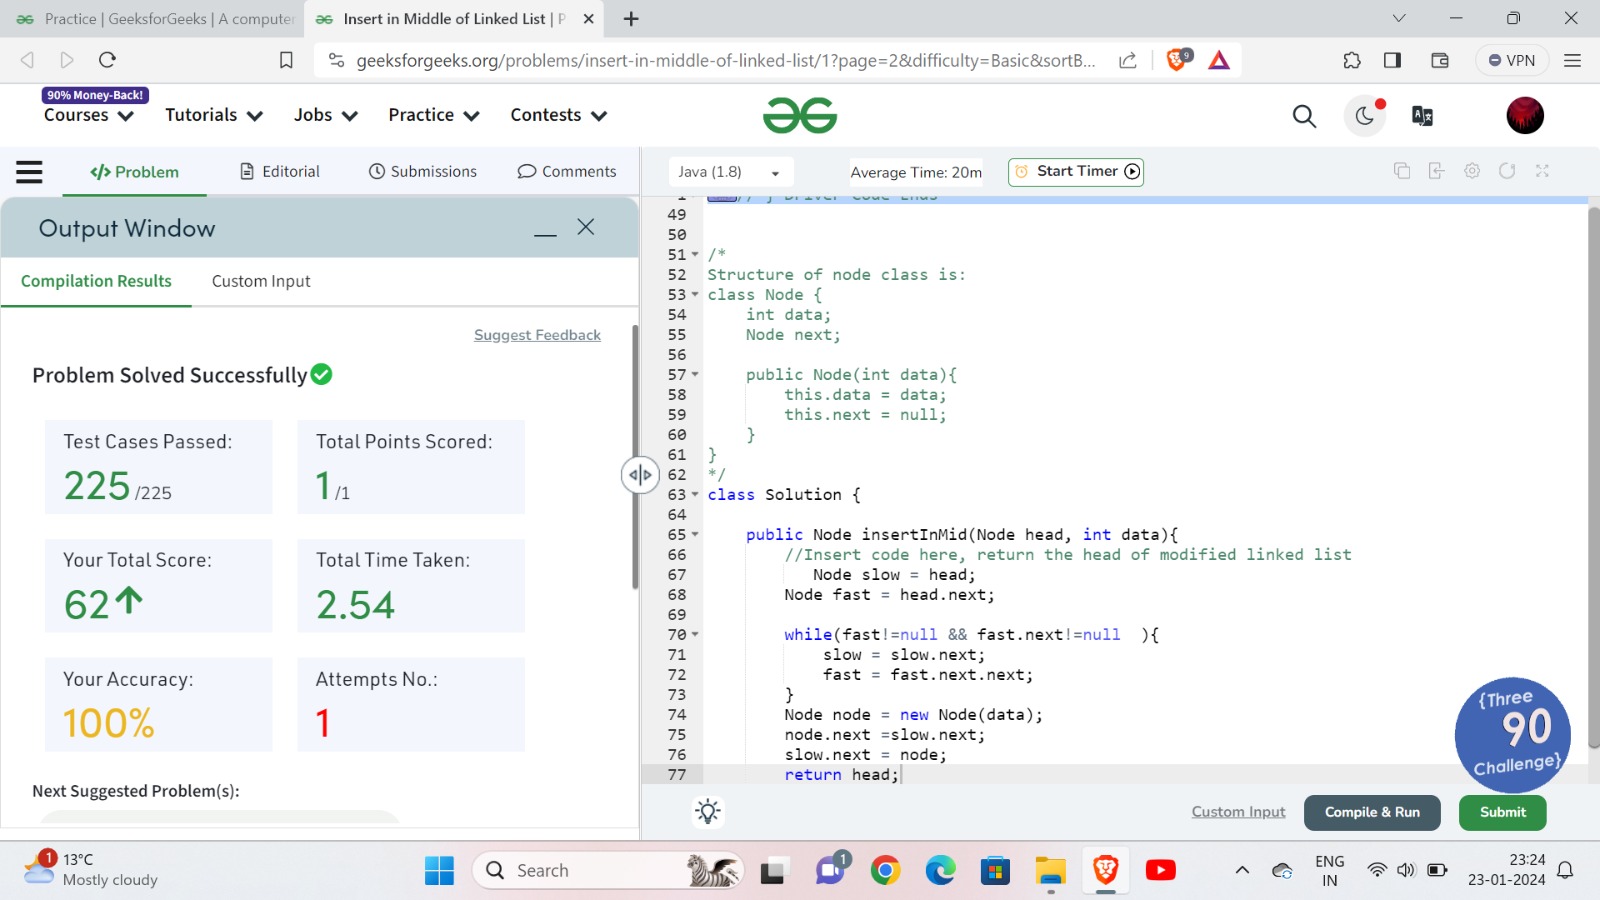 Practice | GeeksforGeeks | A computer
Insert in Middle of Linked List | P
geeksforgeeks.org/problems/insert-in-middle-of-linked-list/1?page=2&difficulty=Basic&sortB...
9
VPN
90% Money-Back!
Courses
Tutorials
Jobs
Practice
Contests
</> Problem
Editorial
Submissions
Comments
Java (1.8)
Average Time: 20m
Start Timer
Output Window
Compilation Results
Custom Input
Suggest Feedback
Problem Solved Successfully
Test Cases Passed:
225 /225
Total Points Scored:
1 /1
Your Total Score:
62
Total Time Taken:
2.54
Your Accuracy:
100%
Attempts No.:
1
Next Suggested Problem(s):
// } Driver Code Ends
49
50
51 /*
52 Structure of node class is:
53 class Node {
54 int data;
55 Node next;
56
57 public Node(int data){
58 this.data = data;
59 this.next = null;
60 }
61 }
62 */
63 class Solution {
64
65 public Node insertInMid(Node head, int data){
66 //Insert code here, return the head of modified linked list
67 Node slow = head;
68 Node fast = head.next;
69
70 while(fast!=null && fast.next!=null  ){
71 slow = slow.next;
72 fast = fast.next.next;
73 }
74 Node node = new Node(data);
75 node.next =slow.next;
76 slow.next = node;
77 return head;
{Three
90
Challenge}
Custom Input
Compile & Run
Submit
1
13°C
Mostly cloudy
Search
1
ENG
IN
23:24
23-01-2024